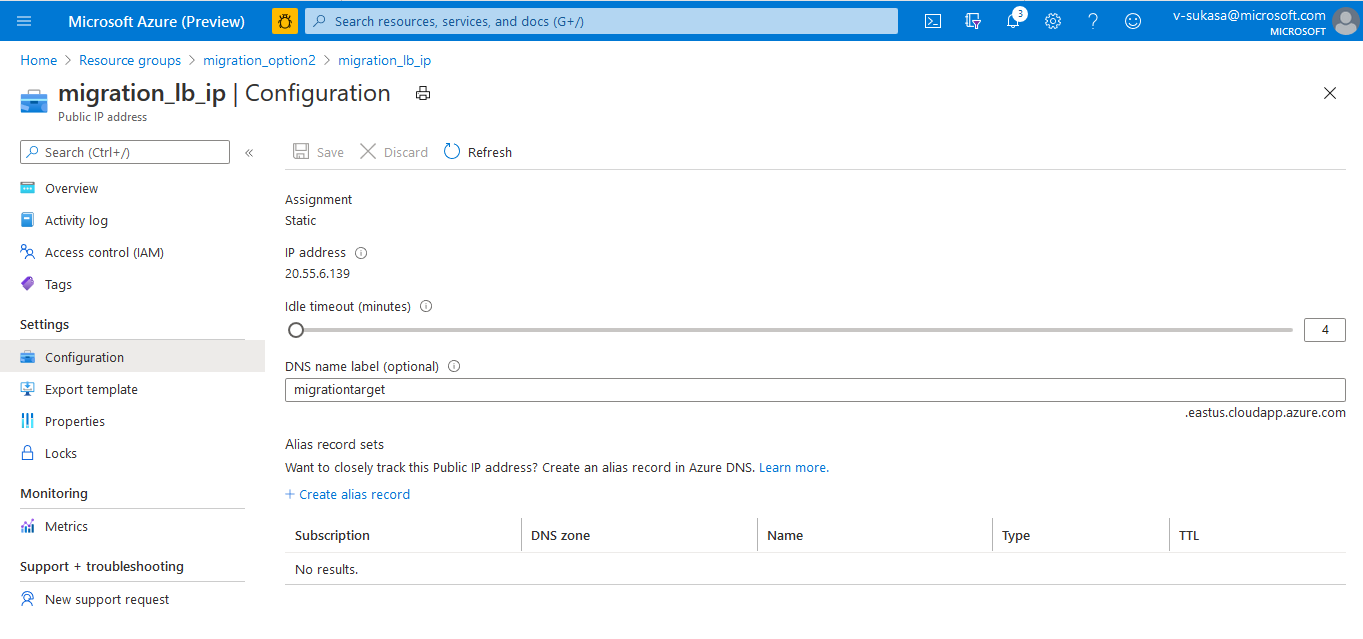 Microsoft Azure (Preview)
Search resources, services, and docs (G+/)
3
v-sukasa@microsoft.com
MICROSOFT
Home > Resource groups > migration_option2 > migration_lb_ip
migration_lb_ip | Configuration
Public IP address
Search (Ctrl+/)
«
Overview
Activity log
Access control (IAM)
Tags
Settings
Configuration
Export template
Properties
Locks
Monitoring
Metrics
Support + troubleshooting
New support request
Save
Discard
Refresh
Assignment
Static
IP address
20.55.6.139
Idle timeout (minutes)
4
DNS name label (optional)
migrationtarget
.eastus.cloudapp.azure.com
Alias record sets
Want to closely track this Public IP address? Create an alias record in Azure DNS. Learn more.
+ Create alias record
Subscription DNS zone Name Type TTL
No results.